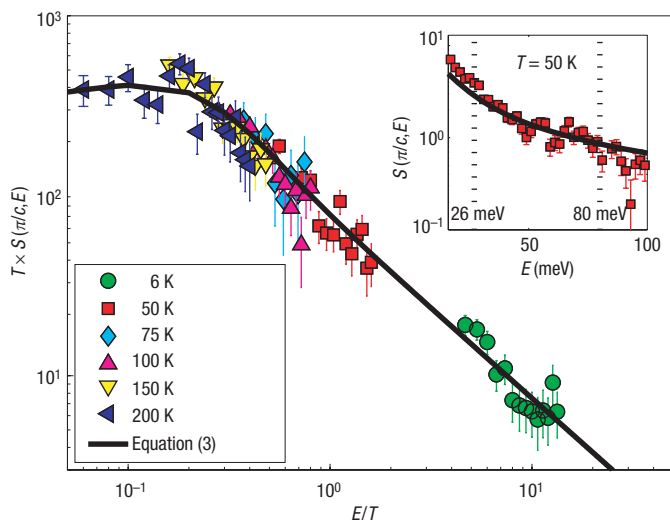 10³
10²
10¹
T × S (π/c,E)
10⁻¹
10⁰
10¹
E/T
6 K
50 K
75 K
100 K
150 K
200 K
Equation (3)
10¹
10⁰
10⁻¹
S (π/c,E)
T = 50 K
26 meV
80 meV
50
100
E (meV)